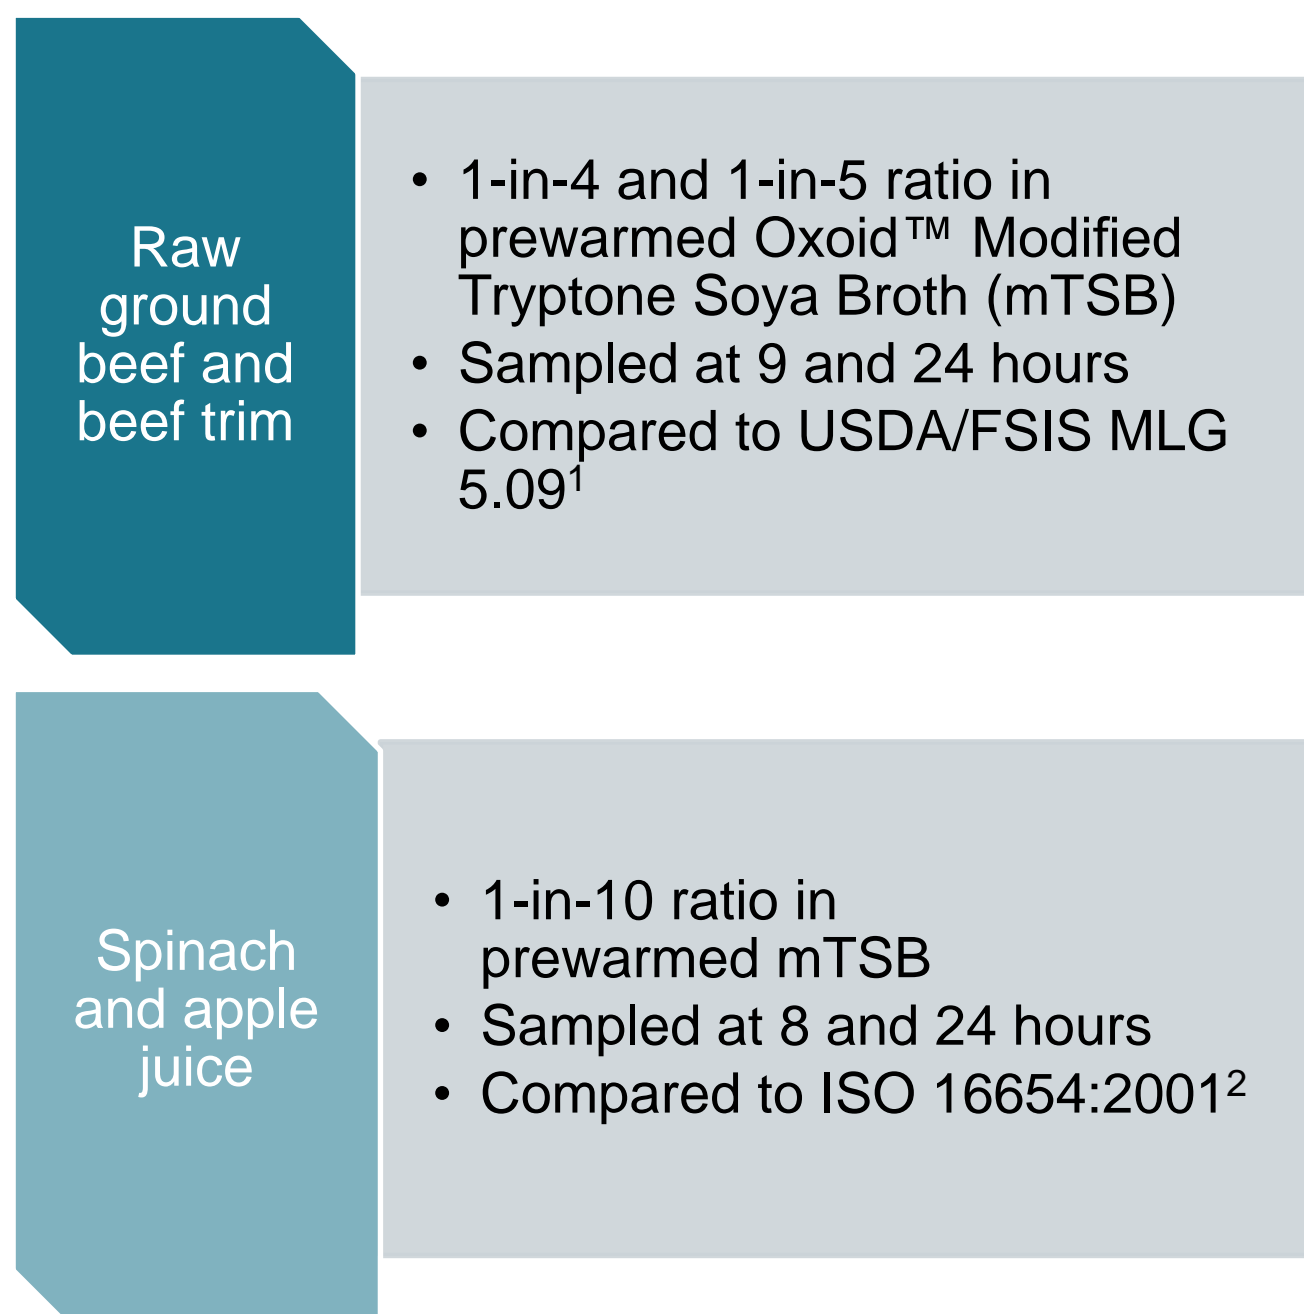 Raw
ground
beef and
beef trim
• 1-in-4 and 1-in-5 ratio in
prewarmed Oxoid™ Modified
Tryptone Soya Broth (mTSB)
• Sampled at 9 and 24 hours
• Compared to USDA/FSIS MLG
5.09¹
Spinach
and apple
juice
• 1-in-10 ratio in
prewarmed mTSB
• Sampled at 8 and 24 hours
• Compared to ISO 16654:2001²